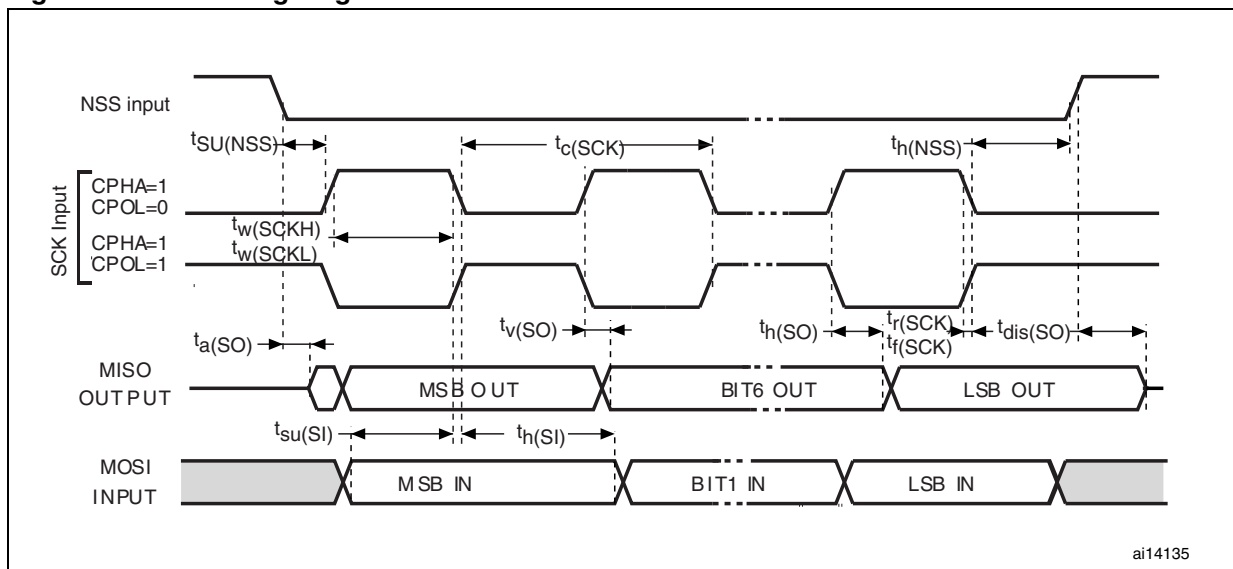 NSS input
tSU(NSS)
tc(SCK)
th(NSS)
SCK Input
CPHA=1
CPOL=0
tw(SCKH)
CPHA=1
tw(SCKL)
CPOL=1
ta(SO)
tv(SO)
th(SO)
tr(SCK)
tf(SCK)
tdis(SO)
MISO
OUTPUT
MSB OUT
BIT6 OUT
LSB OUT
tsu(SI)
th(SI)
MOSI
INPUT
MSB IN
BIT1 IN
LSB IN
ai14135